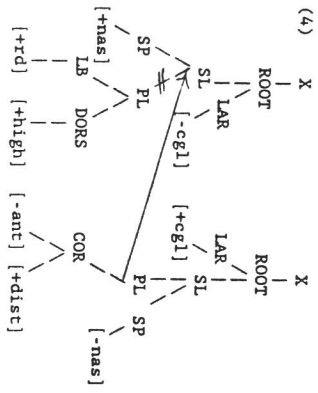 (4) X X
ROOT ROOT
LAR LAR
SL SL
[-cgl] [+cgl]
SP PL PL SP
[+nas] [-nas]
LB DORS COR
[+rd] [+high] [-ant] [+dist]